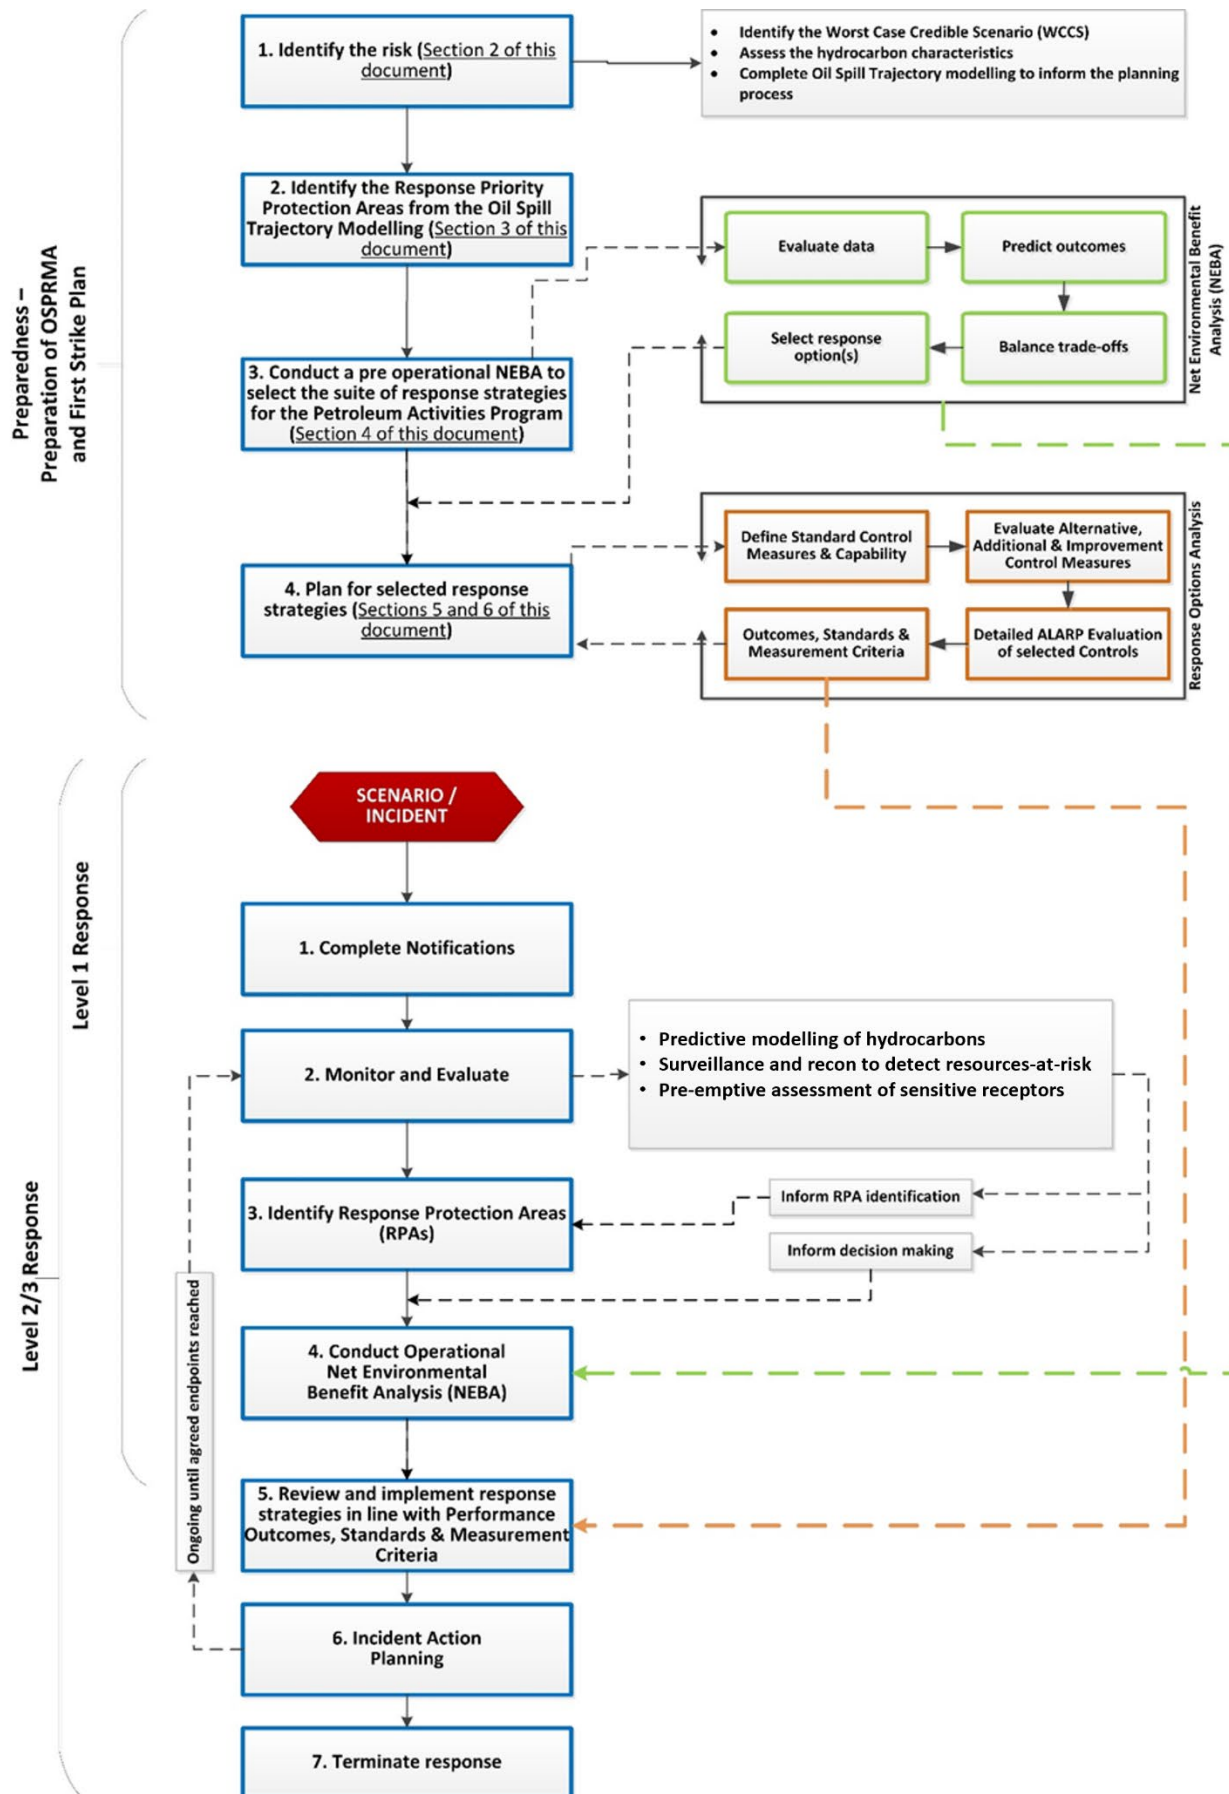 Preparedness –
Preparation of OSPRMA
and First Strike Plan
1. Identify the risk (Section 2 of this
document)
• Identify the Worst Case Credible Scenario (WCCS)
• Assess the hydrocarbon characteristics
• Complete Oil Spill Trajectory modelling to inform the planning
process
2. Identify the Response Priority
Protection Areas from the Oil Spill
Trajectory Modelling (Section 3 of this
document)
Evaluate data
Predict outcomes
Select response
option(s)
Balance trade-offs
Net Environmental Benefit
Analysis (NEBA)
3. Conduct a pre operational NEBA to
select the suite of response strategies
for the Petroleum Activities Program
(Section 4 of this document)
Define Standard Control
Measures & Capability
Evaluate Alternative,
Additional & Improvement
Control Measures
Outcomes, Standards &
Measurement Criteria
Detailed ALARP Evaluation
of selected Controls
Response Options Analysis
4. Plan for selected response
strategies (Sections 5 and 6 of this
document)
Level 2/3 Response
Level 1 Response
SCENARIO /
INCIDENT
1. Complete Notifications
2. Monitor and Evaluate
• Predictive modelling of hydrocarbons
• Surveillance and recon to detect resources-at-risk
• Pre-emptive assessment of sensitive receptors
Inform RPA identification
Inform decision making
3. Identify Response Protection Areas
(RPAs)
4. Conduct Operational
Net Environmental
Benefit Analysis (NEBA)
Ongoing until agreed endpoints reached
5. Review and implement response
strategies in line with Performance
Outcomes, Standards & Measurement
Criteria
6. Incident Action
Planning
7. Terminate response